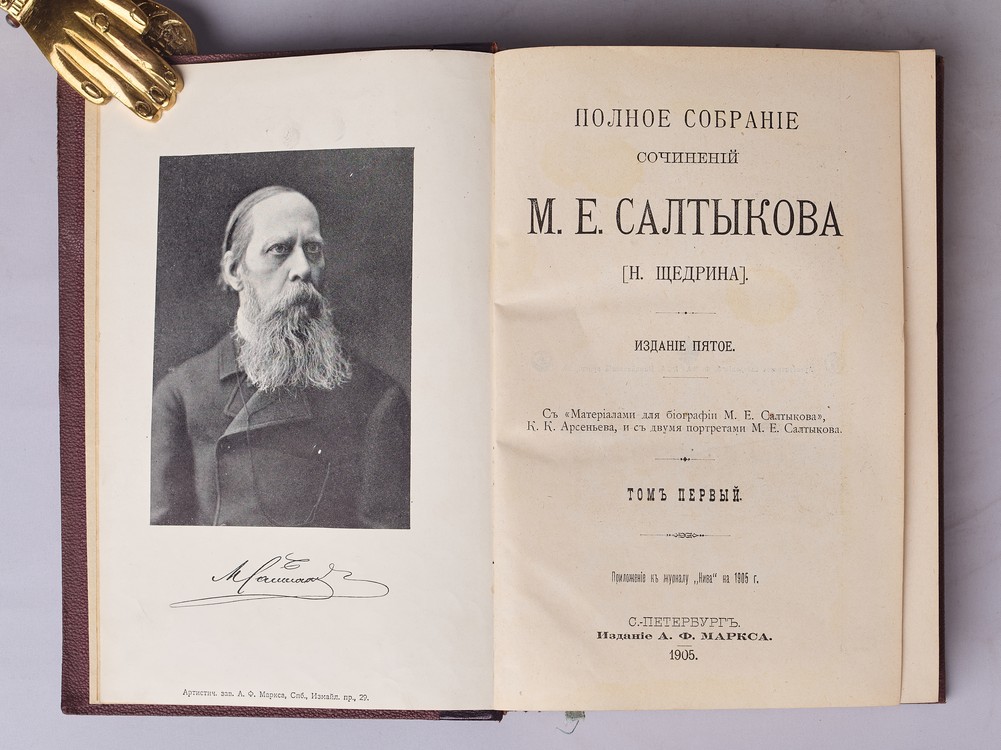 М Салтыков
Артистич. зав. А. Ф. Маркса, Спб., Измайл. пр., 29.
ПОЛНОЕ СОБРАНІЕ
СОЧИНЕНІЙ
М. Е. САЛТЫКОВА
[Н. ЩЕДРИНА].
ИЗДАНІЕ ПЯТОЕ.
Съ «Матеріалами для біографіи М. Е. Салтыкова»,
К. К. Арсеньева, и съ двумя портретами М. Е. Салтыкова.
ТОМЪ ПЕРВЫЙ.
Приложеніе къ журналу „Нива“ на 1905 г.
С.-ПЕТЕРБУРГЪ.
Изданіе А. Ф. МАРКСА.
1905.